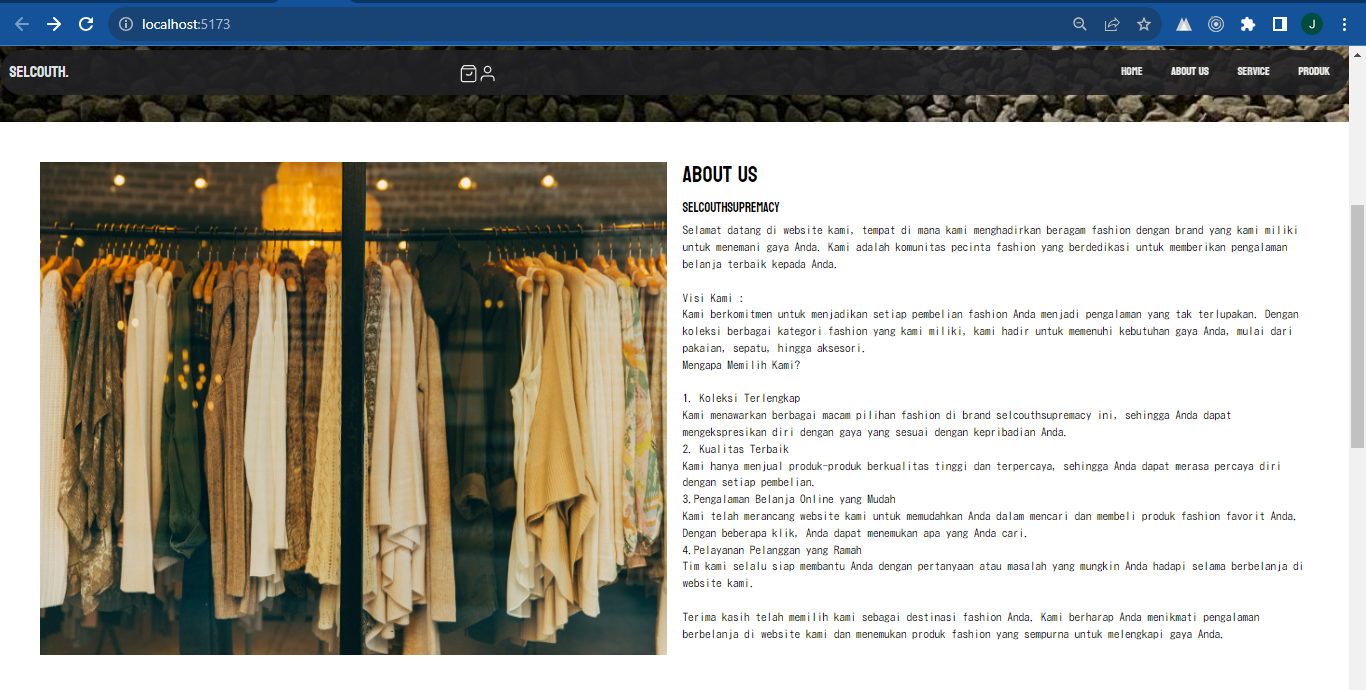 localhost:5173
J
SELCOUTH.
HOME ABOUT US SERVICE PRODUK
ABOUT US
SELCOUTHSUPREMACY
Selamat datang di website kami, tempat di mana kami menghadirkan beragam fashion dengan brand yang kami miliki
untuk menemani gaya Anda. Kami adalah komunitas pecinta fashion yang berdedikasi untuk memberikan pengalaman
belanja terbaik kepada Anda.
Visi Kami :
Kami berkomitmen untuk menjadikan setiap pembelian fashion Anda menjadi pengalaman yang tak terlupakan. Dengan
koleksi berbagai kategori fashion yang kami miliki, kami hadir untuk memenuhi kebutuhan gaya Anda, mulai dari
pakaian, sepatu, hingga aksesori.
Mengapa Memilih Kami?
1. Koleksi Terlengkap
Kami menawarkan berbagai macam pilihan fashion di brand selcouthsupremacy ini, sehingga Anda dapat
mengekspresikan diri dengan gaya yang sesuai dengan kepribadian Anda.
2. Kualitas Terbaik
Kami hanya menjual produk-produk berkualitas tinggi dan terpercaya, sehingga Anda dapat merasa percaya diri
dengan setiap pembelian.
3.Pengalaman Belanja Online yang Mudah
Kami telah merancang website kami untuk memudahkan Anda dalam mencari dan membeli produk fashion favorit Anda.
Dengan beberapa klik, Anda dapat menemukan apa yang Anda cari.
4.Pelayanan Pelanggan yang Ramah
Tim kami selalu siap membantu Anda dengan pertanyaan atau masalah yang mungkin Anda hadapi selama berbelanja di
website kami.
Terima kasih telah memilih kami sebagai destinasi fashion Anda. Kami berharap Anda menikmati pengalaman
berbelanja di website kami dan menemukan produk fashion yang sempurna untuk melengkapi gaya Anda.